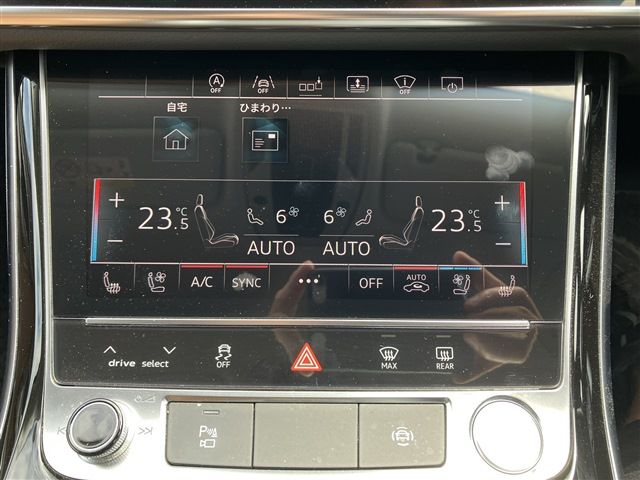 A
OFF OFF OFF
自宅 ひまわり…
+ 23.5 °C 6 6 23.5 °C +
− AUTO AUTO −
A/C SYNC ••• OFF AUTO
drive select OFF MAX REAR
P